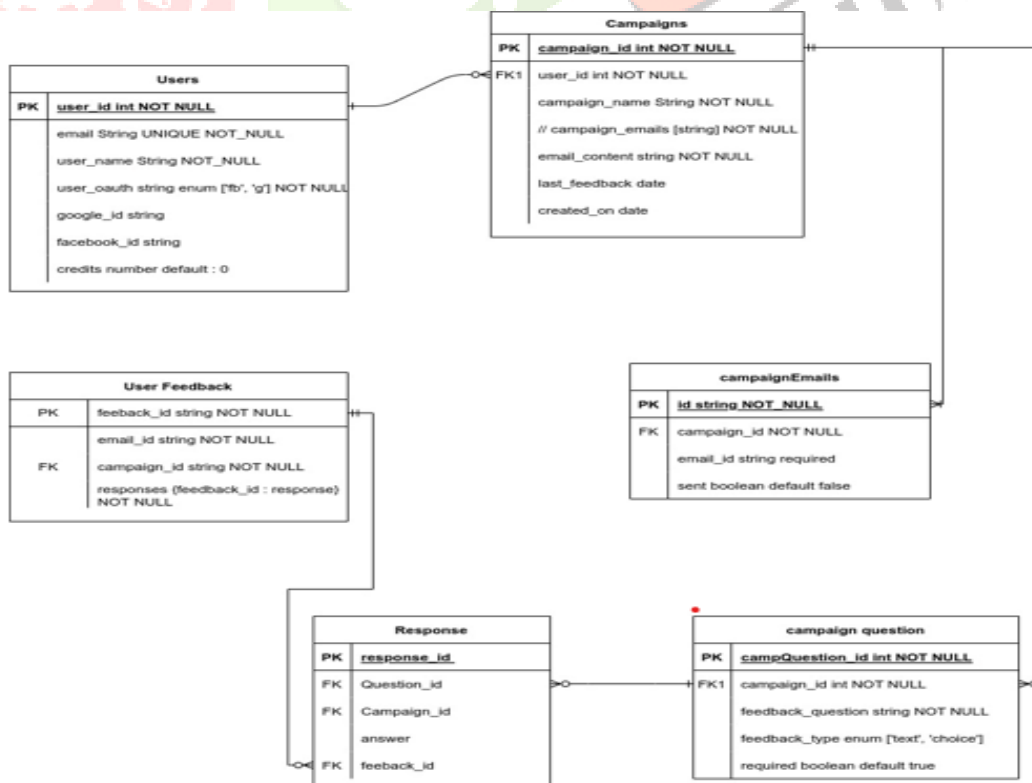 Campaigns
PK campaign_id int NOT NULL
FK1 user_id int NOT NULL
campaign_name String NOT NULL
// campaign_emails [string] NOT NULL
email_content string NOT NULL
last_feedback date
created_on date
Users
PK user_id int NOT NULL
email String UNIQUE NOT_NULL
user_name String NOT_NULL
user_oauth string enum ['fb', 'g'] NOT NULL
google_id string
facebook_id string
credits number default : 0
User Feedback
PK feeback_id string NOT NULL
email_id string NOT NULL
FK campaign_id string NOT NULL
responses {feedback_id : response}
NOT NULL
campaignEmails
PK id string NOT_NULL
FK campaign_id NOT NULL
email_id string required
sent boolean default false
Response
PK response_id
FK Question_id
FK Campaign_id
answer
FK feeback_id
campaign question
PK campQuestion_id int NOT NULL
FK1 campaign_id int NOT NULL
feedback_question string NOT NULL
feedback_type enum ['text', 'choice']
required boolean default true